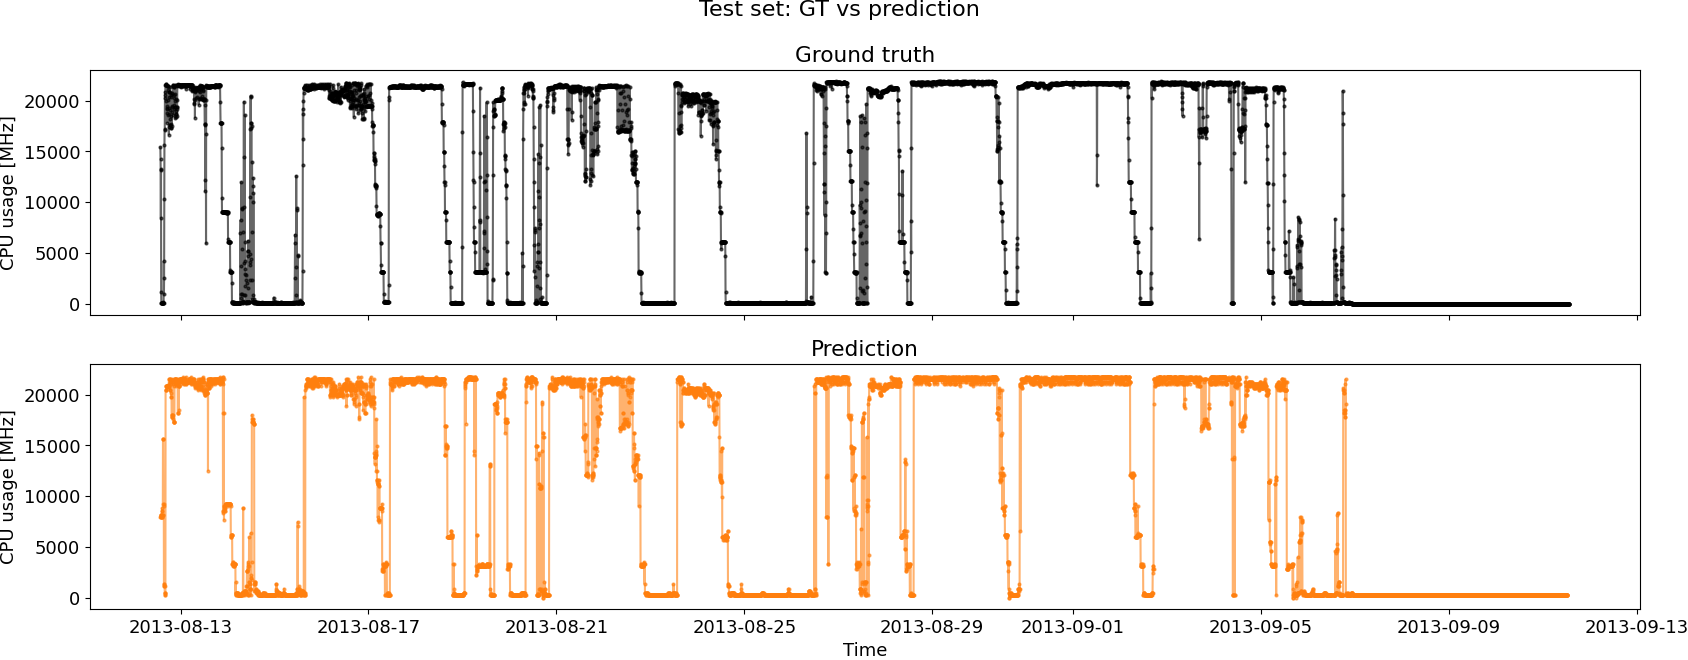 Test set: GT vs prediction
Ground truth
CPU usage [MHz]
20000
15000
10000
5000
0
Prediction
CPU usage [MHz]
20000
15000
10000
5000
0
2013-08-13 2013-08-17 2013-08-21 2013-08-25 2013-08-29 2013-09-01 2013-09-05 2013-09-09 2013-09-13
Time